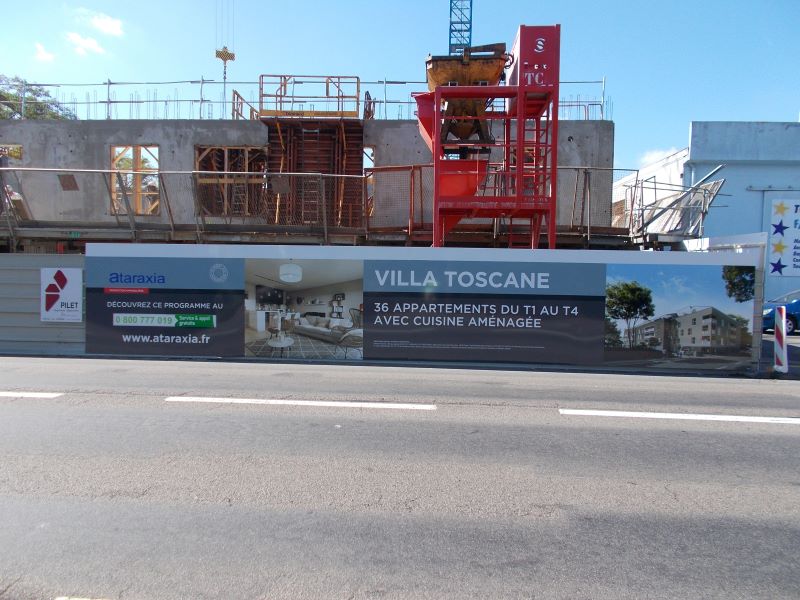 TC
PILET
ataraxia
DÉCOUVREZ CE PROGRAMME AU
0 800 777 019 Service & appel gratuits
www.ataraxia.fr
VILLA TOSCANE
36 APPARTEMENTS DU T1 AU T4
AVEC CUISINE AMÉNAGÉE